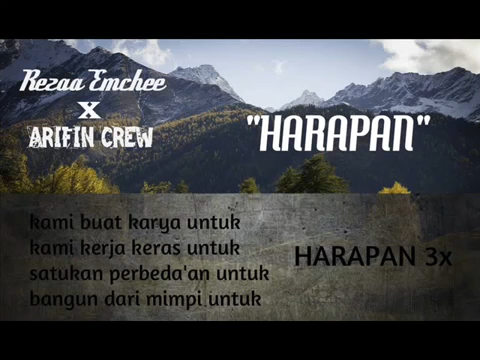 Rezaa Emchee
X
ARIFIN CREW
"HARAPAN"
kami buat karya untuk
kami kerja keras untuk
satukan perbeda'an untuk
bangun dari mimpi untuk
HARAPAN 3x